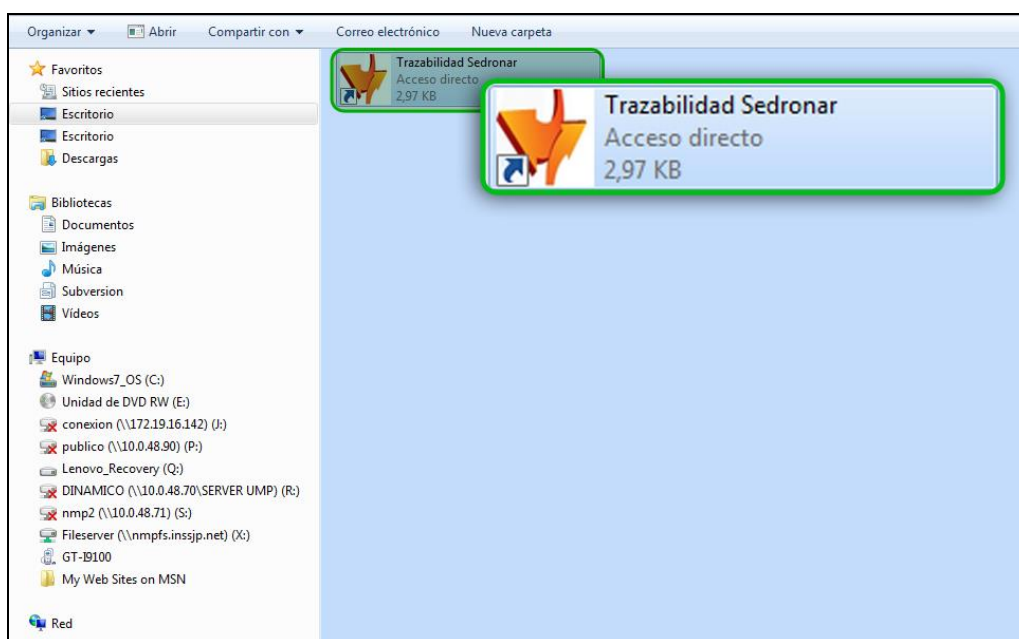 Organizar Abrir Compartir con Correo electrónico Nueva carpeta
Favoritos
Sitios recientes
Escritorio
Escritorio
Descargas
Bibliotecas
Documentos
Imágenes
Música
Subversion
Vídeos
Equipo
Windows7_OS (C:)
Unidad de DVD RW (E:)
conexion (\\172.19.16.142) (J:)
publico (\\10.0.48.90) (P:)
Lenovo_Recovery (Q:)
DINAMICO (\\10.0.48.70\SERVER UMP) (R:)
nmp2 (\\10.0.48.71) (S:)
Fileserver (\\nmpfs.inssjp.net) (X:)
GT-I9100
My Web Sites on MSN
Red
Trazabilidad Sedronar
Acceso directo
2,97 KB
Trazabilidad Sedronar
Acceso directo
2,97 KB